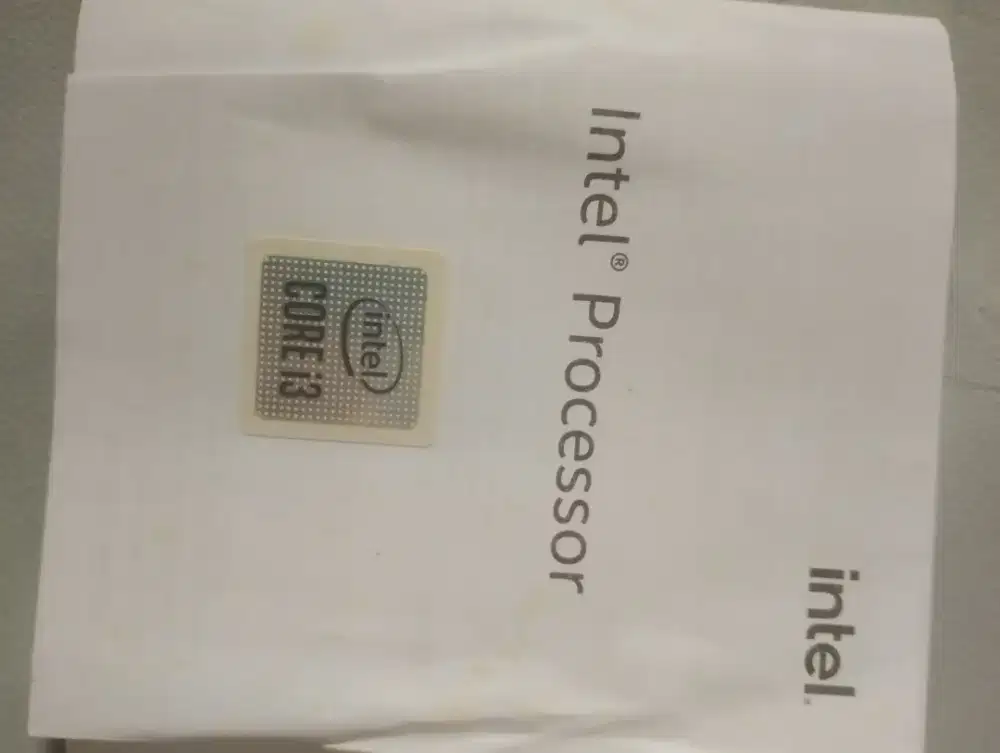 intel.
Intel® Processor
intel
CORE i3